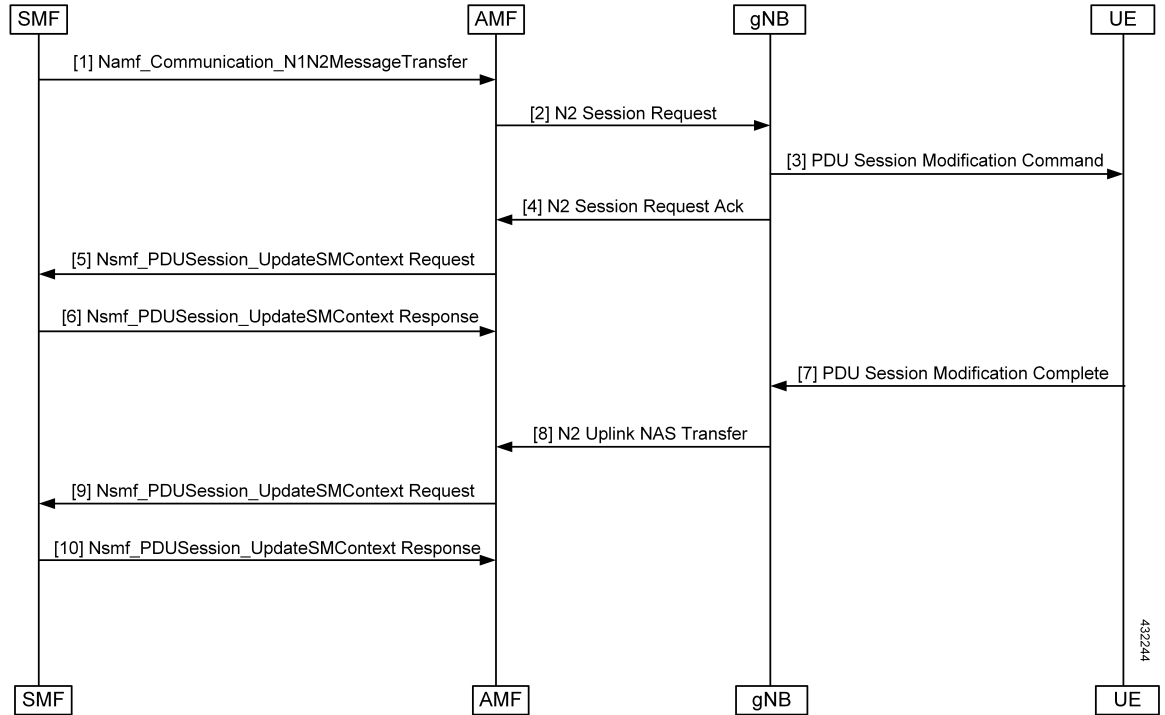 SMF
AMF
gNB
UE
[1] Namf_Communication_N1N2MessageTransfer
[2] N2 Session Request
[3] PDU Session Modification Command
[4] N2 Session Request Ack
[5] Nsmf_PDUSession_UpdateSMContext Request
[6] Nsmf_PDUSession_UpdateSMContext Response
[7] PDU Session Modification Complete
[8] N2 Uplink NAS Transfer
[9] Nsmf_PDUSession_UpdateSMContext Request
[10] Nsmf_PDUSession_UpdateSMContext Response
432244
SMF
AMF
gNB
UE